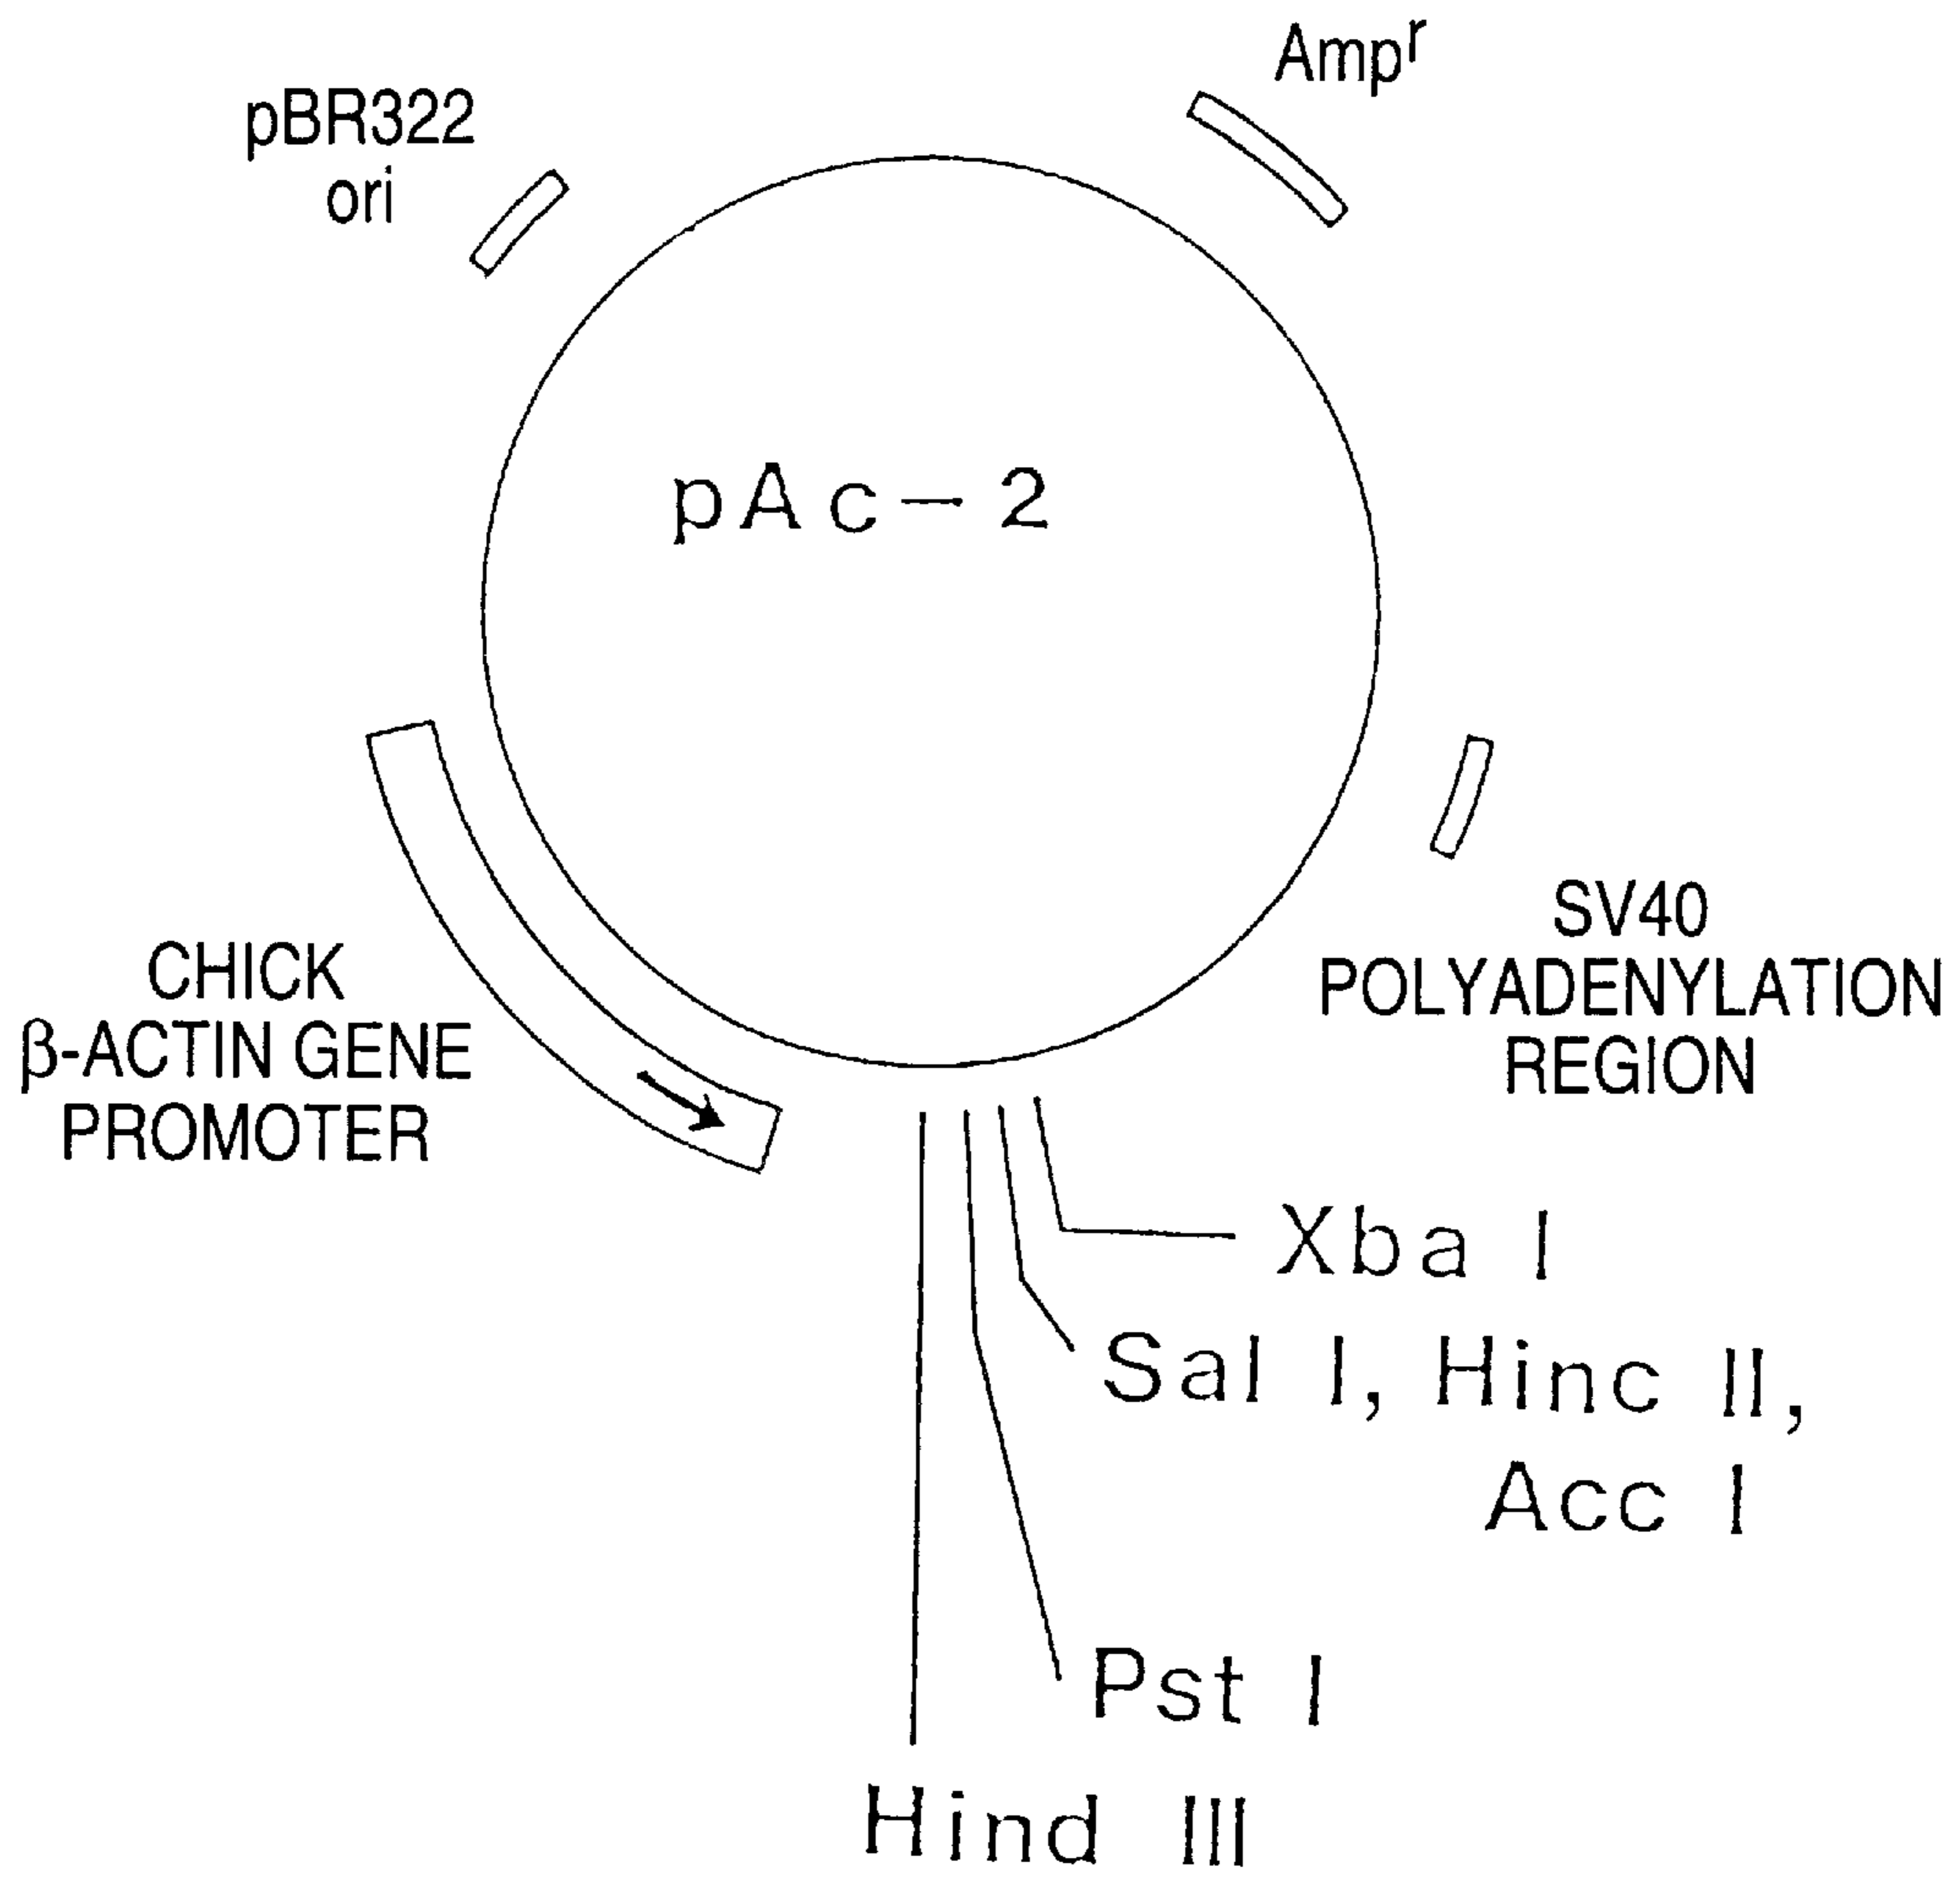 Ampʳ
pBR322
ori
pAc-2
CHICK
β-ACTIN GENE
PROMOTER
SV40
POLYADENYLATION
REGION
Xba I
Sal I, Hinc II,
Acc I
Pst I
Hind III